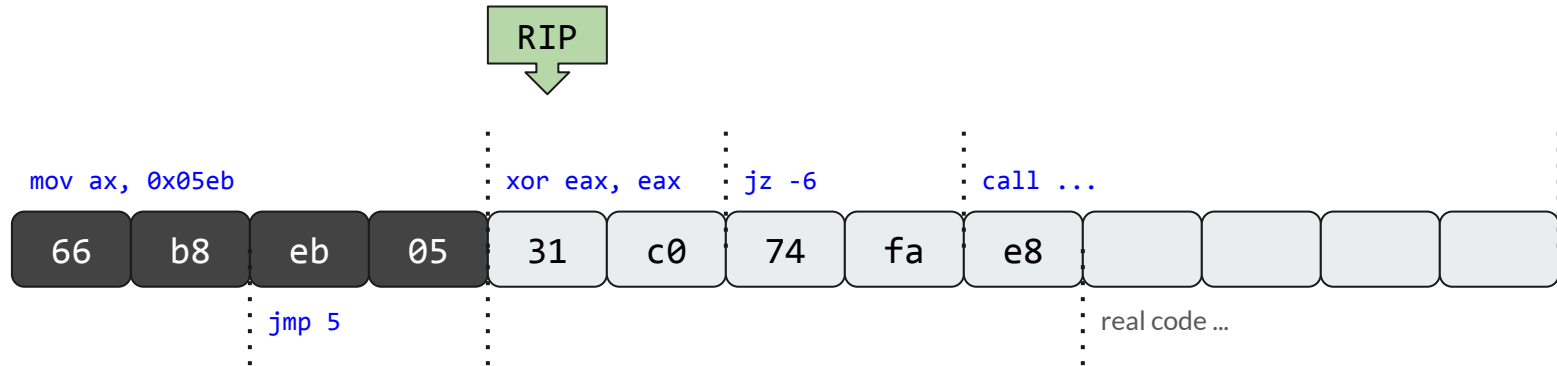 RIP
mov ax, 0x05eb xor eax, eax jz -6 call ...
66 b8 eb 05 31 c0 74 fa e8
jmp 5 real code ...